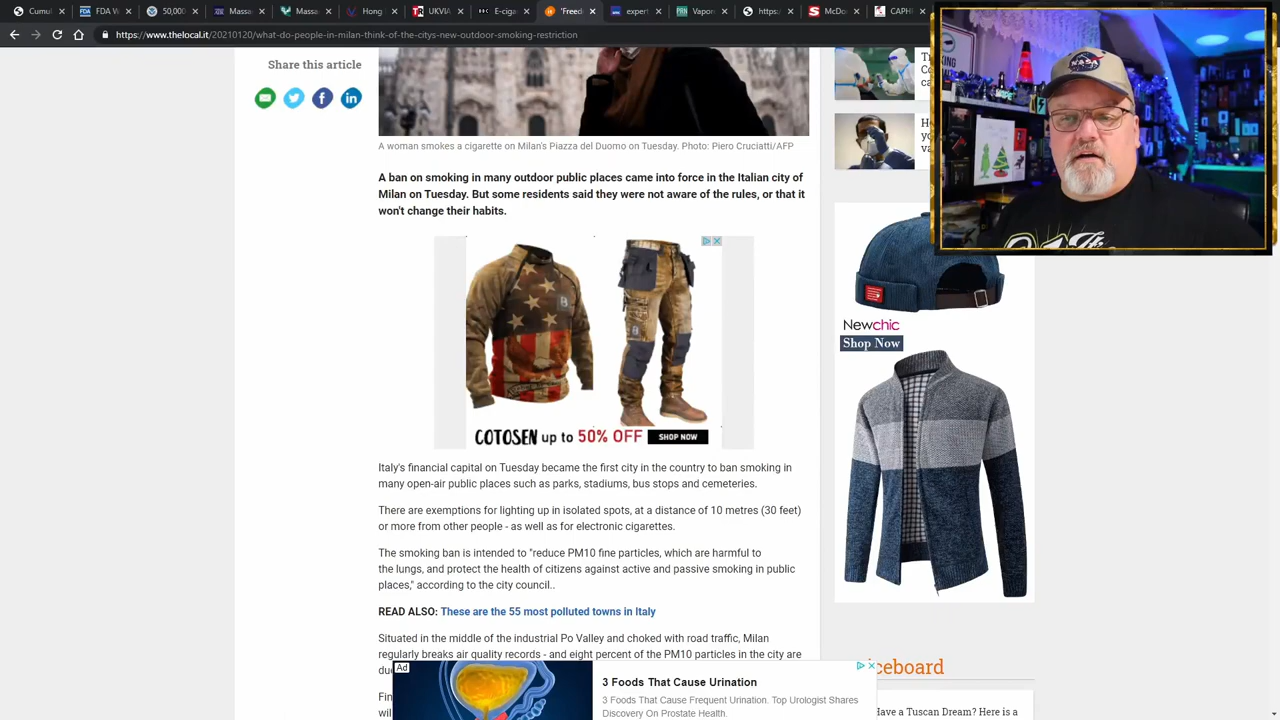 Cumul
FDA W
50,000
Massa
Massa
Hong
TRUKVIA
Cigare
'Freed
expert
PRN Vapor
https:/
S McDe
CAPHR
https://www.thelocal.it/20210120/what-do-people-in-milan-think-of-the-citys-new-outdoor-smoking-restriction
Share this article
A woman smokes a cigarette on Milan's Piazza del Duomo on Tuesday. Photo: Piero Cruciatti/AFP
A ban on smoking in many outdoor public places came into force in the Italian city of
Milan on Tuesday. But some residents said they were not aware of the rules, or that it
won't change their habits.
COTOSEN up to 50% OFF SHOP NOW
Italy's financial capital on Tuesday became the first city in the country to ban smoking in
many open-air public places such as parks, stadiums, bus stops and cemeteries.
There are exemptions for lighting up in isolated spots, at a distance of 10 metres (30 feet)
or more from other people - as well as for electronic cigarettes.
The smoking ban is intended to "reduce PM10 fine particles, which are harmful to
the lungs, and protect the health of citizens against active and passive smoking in public
places," according to the city council..
READ ALSO: These are the 55 most polluted towns in Italy
Situated in the middle of the industrial Po Valley and choked with road traffic, Milan
regularly breaks air quality records - and eight percent of the PM10 particles in the city are
Ad
3 Foods That Cause Urination
3 Foods That Cause Frequent Urination. Top Urologist Shares
Discovery On Prostate Health.
Newchic
Shop Now
ceboard
Have a Tuscan Dream? Here is a
NASA